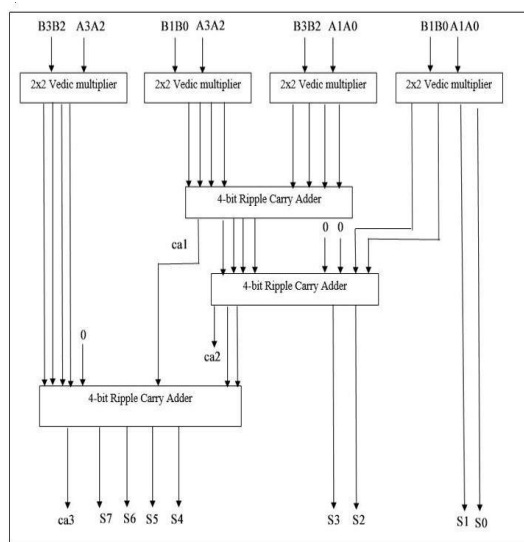 B3B2 A3A2 B1B0 A3A2 B3B2 A1A0 B1B0 A1A0
2x2 Vedic multiplier 2x2 Vedic multiplier 2x2 Vedic multiplier 2x2 Vedic multiplier
4-bit Ripple Carry Adder
0 0
ca1
4-bit Ripple Carry Adder
0
ca2
4-bit Ripple Carry Adder
ca3 S7 S6 S5 S4 S3 S2 S1 S0